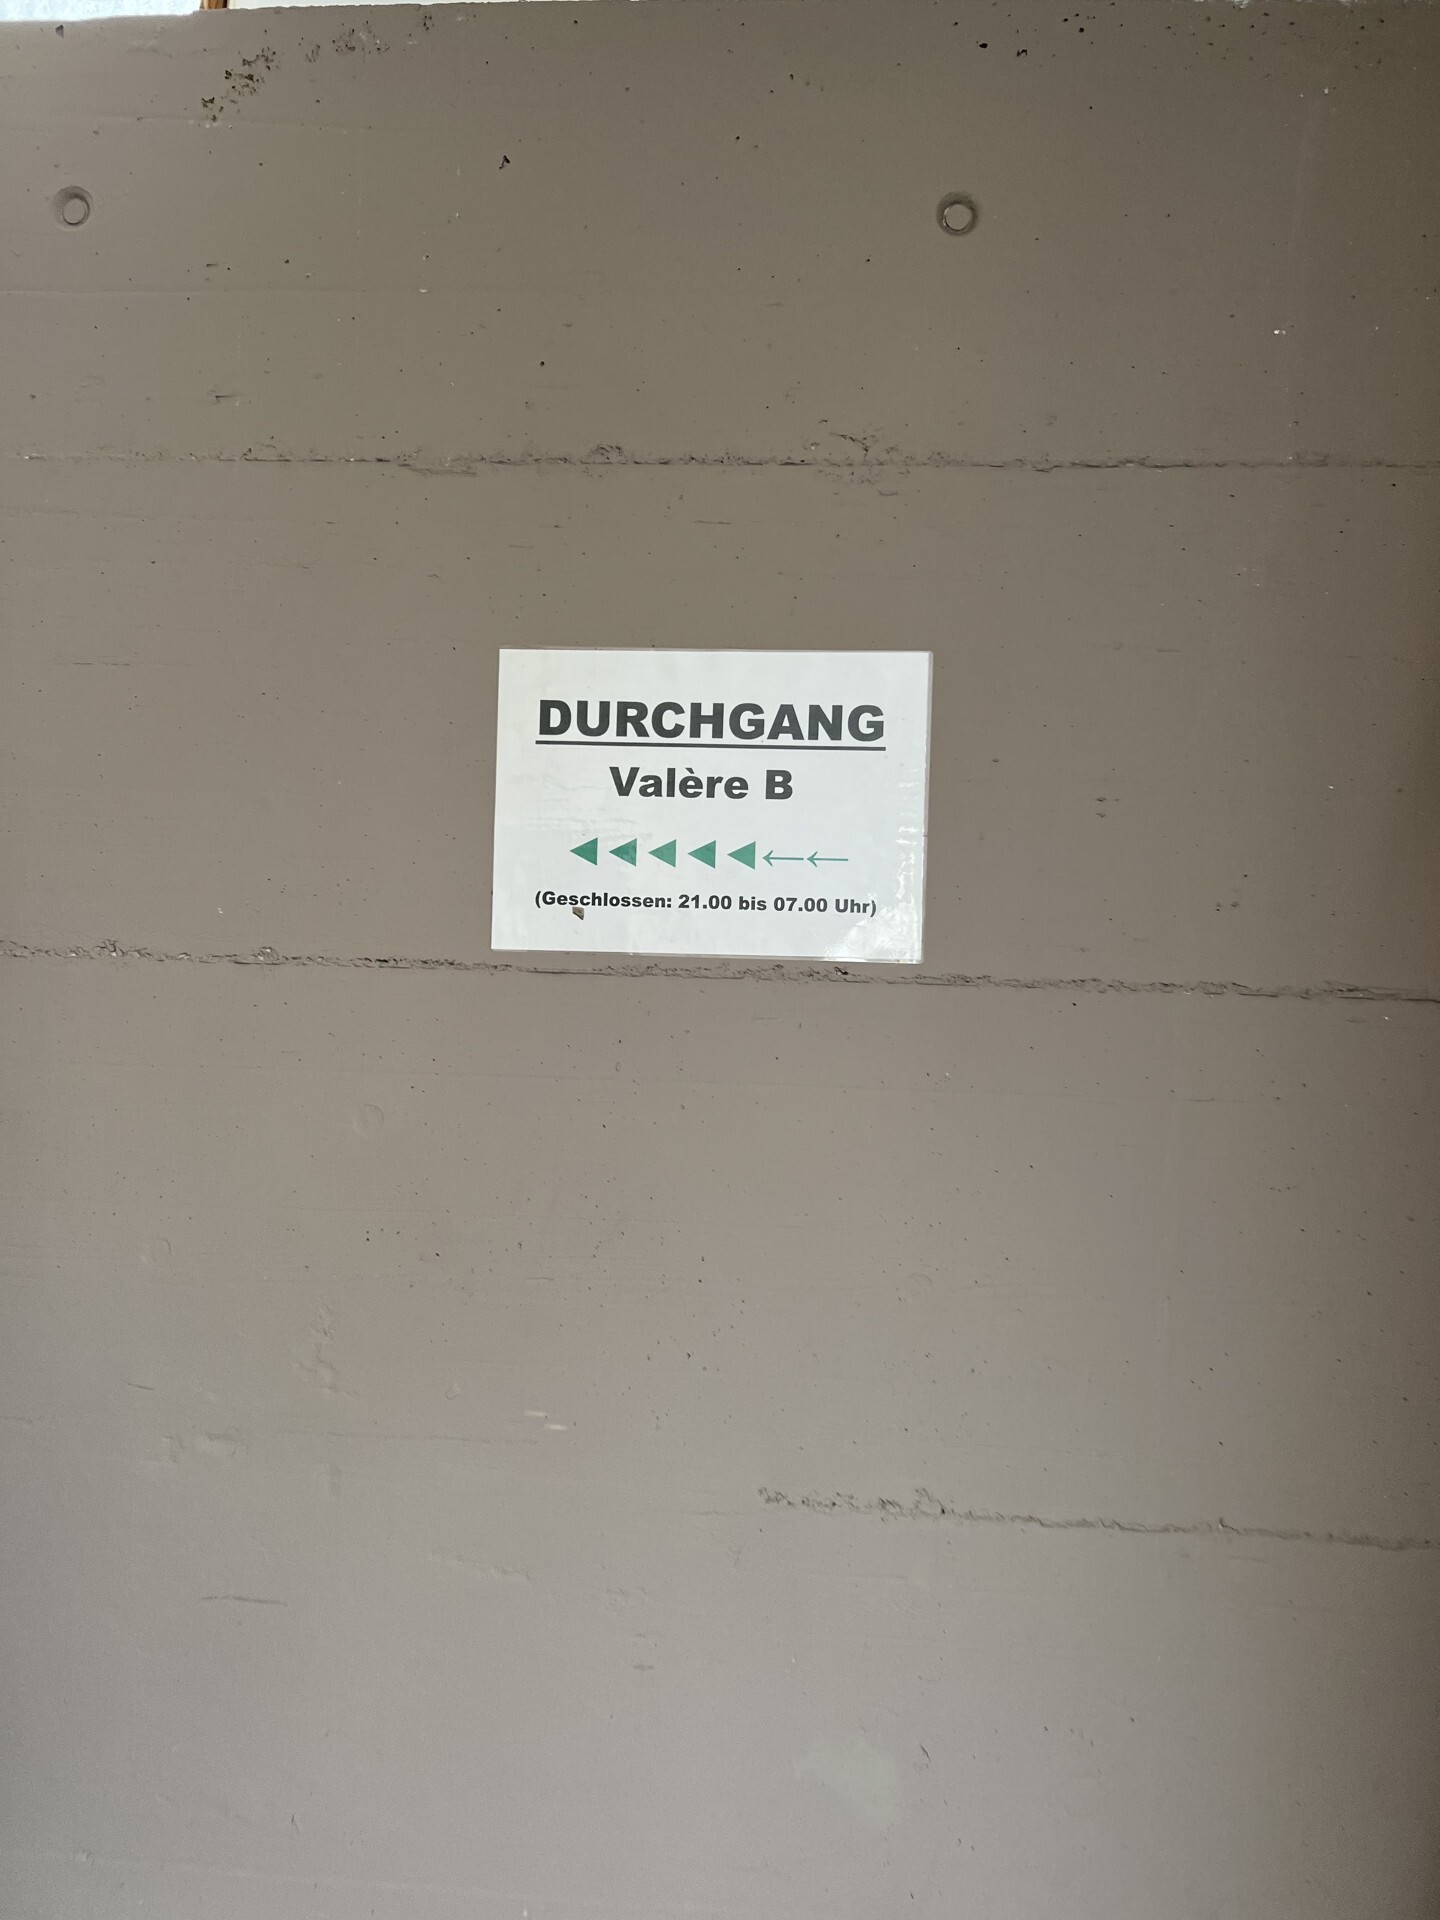 DURCHGANG
Valère B
◀ ◀ ◀ ◀ ◀ ← ←
(Geschlossen: 21.00 bis 07.00 Uhr)